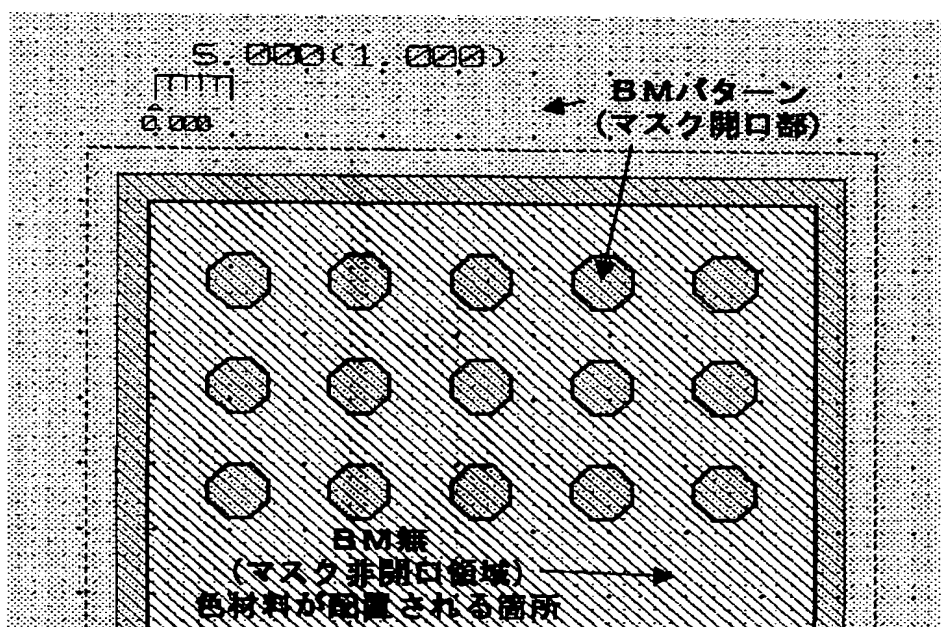 5.000(1.000)
0.000
BMパターン
(マスク開口部)
BM無
(マスク非開口領域)
色材料が配置される箇所